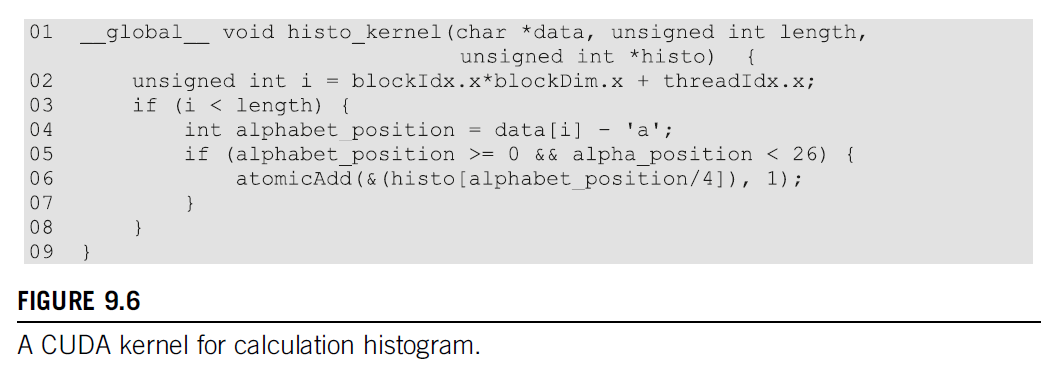 01  __global__ void histo_kernel(char *data, unsigned int length,
                             unsigned int *histo)  {
02      unsigned int i = blockIdx.x*blockDim.x + threadIdx.x;
03      if (i < length) {
04          int alphabet_position = data[i] - 'a';
05          if (alphabet_position >= 0 && alpha_position < 26) {
06              atomicAdd(&(histo[alphabet_position/4]), 1);
07          }
08      }
09  }
FIGURE 9.6
A CUDA kernel for calculation histogram.